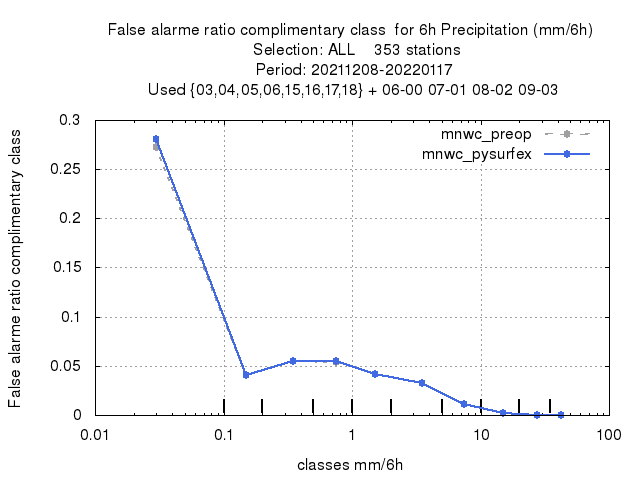 False alarme ratio complimentary class  for 6h Precipitation (mm/6h)
Selection: ALL    353 stations
Period: 20211208-20220117
Used {03,04,05,06,15,16,17,18} + 06-00 07-01 08-02 09-03
False alarme ratio complimentary class
0.3
0.25
0.2
0.15
0.1
0.05
0
mnwc_preop
mnwc_pysurfex
0.01 0.1 1 10 100
classes mm/6h